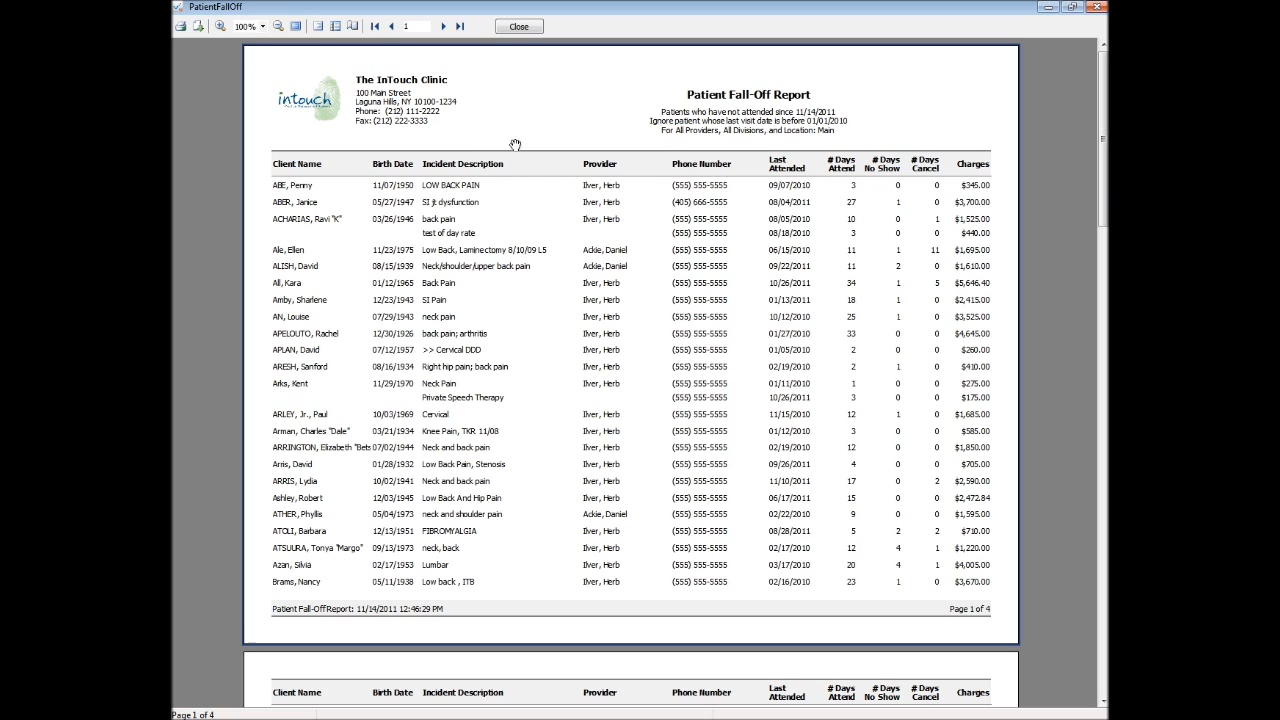 PatientFallOff
100% 1 Close
intouch
The InTouch Clinic
100 Main Street
Laguna Hills, NY 10100-1234
Phone: (212) 111-2222
Fax: (212) 222-3333
Patient Fall-Off Report
Patients who have not attended since 11/14/2011
Ignore patient whose last visit date is before 01/01/2010
For All Providers, All Divisions, and Location: Main
Client Name Birth Date Incident Description Provider Phone Number Last Attended # Days Attend # Days No Show # Days Cancel Charges
ABE, Penny 11/07/1950 LOW BACK PAIN Ilver, Herb (555) 555-5555 09/07/2010 3 0 0 $345.00
ABER, Janice 05/27/1947 SI jt dysfunction Ilver, Herb (405) 666-5555 08/04/2011 27 1 0 $3,700.00
ACHARIAS, Ravi "K" 03/26/1946 back pain Ilver, Herb (555) 555-5555 08/05/2010 10 0 1 $1,525.00
test of day rate (555) 555-5555 08/18/2010 3 0 0 $440.00
Ale, Ellen 11/23/1975 Low Back, Laminectomy 8/10/09 L5 Ackie, Daniel (555) 555-5555 06/15/2010 11 1 11 $1,695.00
ALISH, David 08/15/1939 Neck/shoulder/upper back pain Ackie, Daniel (555) 555-5555 09/22/2011 11 2 0 $1,610.00
All, Kara 01/12/1965 Back Pain Ilver, Herb (555) 555-5555 10/26/2011 34 1 5 $5,646.40
Amby, Sharlene 12/23/1943 SI Pain Ilver, Herb (555) 555-5555 01/13/2011 18 1 0 $2,415.00
AN, Louise 07/29/1943 neck pain Ilver, Herb (555) 555-5555 10/12/2010 25 1 0 $3,525.00
APELOUTO, Rachel 12/30/1926 back pain; arthritis Ilver, Herb (555) 555-5555 01/27/2010 33 0 0 $4,645.00
APLAN, David 07/12/1957 >> Cervical DDD Ilver, Herb (555) 555-5555 01/05/2010 2 0 0 $260.00
ARESH, Sanford 08/16/1934 Right hip pain; back pain Ilver, Herb (555) 555-5555 02/19/2010 2 1 0 $410.00
Arks, Kent 11/29/1970 Neck Pain Ilver, Herb (555) 555-5555 01/11/2010 1 0 0 $275.00
Private Speech Therapy (555) 555-5555 10/26/2011 3 0 0 $175.00
ARLEY, Jr., Paul 10/03/1969 Cervical Ilver, Herb (555) 555-5555 11/15/2010 12 1 0 $1,685.00
Arman, Charles "Dale" 03/21/1934 Knee Pain, TKR 11/08 Ilver, Herb (555) 555-5555 01/12/2010 3 0 0 $585.00
ARRINGTON, Elizabeth "Bets 07/02/1944 Neck and back pain Ilver, Herb (555) 555-5555 02/19/2010 12 0 0 $1,850.00
Arris, David 01/28/1932 Low Back Pain, Stenosis Ilver, Herb (555) 555-5555 09/26/2011 4 0 0 $705.00
ARRIS, Lydia 10/02/1941 Neck and back pain Ilver, Herb (555) 555-5555 11/10/2011 17 0 2 $2,590.00
Ashley, Robert 12/03/1945 Low Back And Hip Pain Ilver, Herb (555) 555-5555 06/17/2011 15 0 0 $2,472.84
ATHER, Phyllis 05/04/1973 neck and shoulder pain Ackie, Daniel (555) 555-5555 02/22/2010 9 0 0 $1,595.00
ATOLI, Barbara 12/13/1951 FIBROMYALGIA Ilver, Herb (555) 555-5555 08/28/2011 5 2 2 $710.00
ATSUURA, Tonya "Margo" 09/13/1973 neck, back Ilver, Herb (555) 555-5555 02/17/2010 12 4 1 $1,220.00
Azan, Silvia 02/17/1953 Lumbar Ilver, Herb (555) 555-5555 03/17/2010 20 4 1 $4,005.00
Brams, Nancy 05/11/1938 Low back , ITB Ilver, Herb (555) 555-5555 02/16/2010 23 1 0 $3,670.00
Patient Fall-Off Report: 11/14/2011 12:46:29 PM Page 1 of 4
Client Name Birth Date Incident Description Provider Phone Number Last Attended # Days Attend # Days No Show # Days Cancel Charges
Page 1 of 4